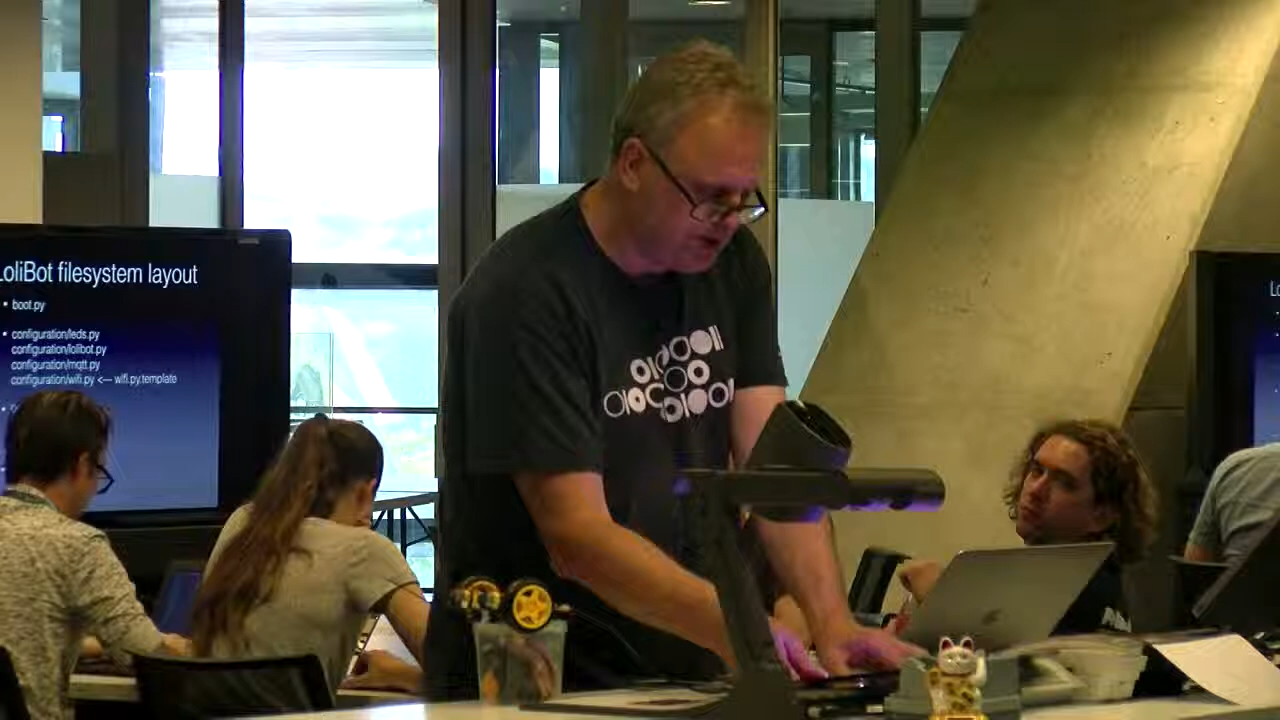 LoliBot filesystem layout
• boot.py
• configuration/leds.py
configuration/lolibot.py
configuration/mqtt.py
configuration/wifi.py <— wifi.py.template
Lo